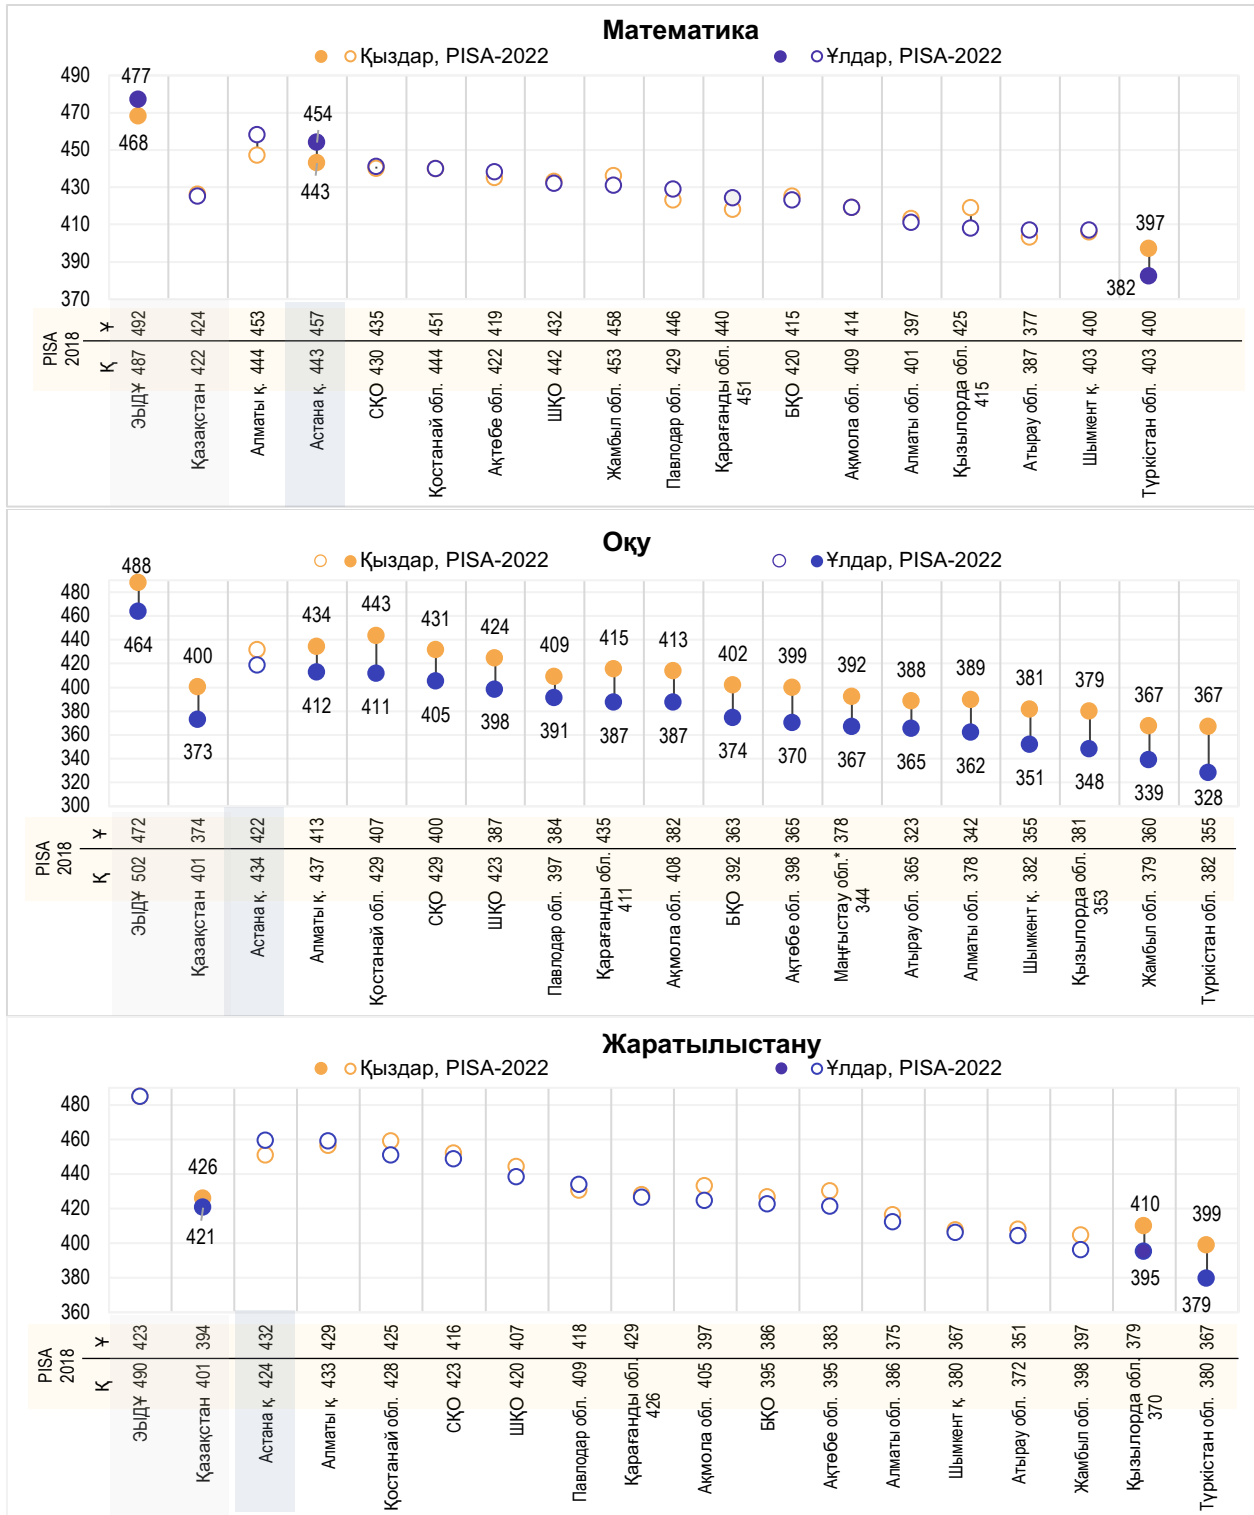 Математика
Қыздар, PISA-2022 Ұлдар, PISA-2022
490
470
450
430
410
390
370
477
468
454
443
397
382
PISA 2018
Ұ 492 424 453 457 435 451 419 432 458 446 440 415 414 397 425 377 400 400
Қ 487 422 444 443 430 444 422 442 453 429 451 420 409 401 415 387 403 403
ЭЫДҰ Қазақстан Алматы қ. Астана қ. СҚО Қостанай обл. Ақтөбе обл. ШҚО Жамбыл обл. Павлодар обл. Қарағанды обл. БҚО Ақмола обл. Алматы обл. Қызылорда обл. Атырау обл. Шымкент қ. Түркістан обл.
Оқу
Қыздар, PISA-2022 Ұлдар, PISA-2022
480
460
440
420
400
380
360
340
320
300
488 400 434 443 431 424 409 415 413 402 399 392 388 389 381 379 367 367
464 373 412 411 405 398 391 387 387 374 370 367 365 362 351 348 339 328
PISA 2018
Ұ 472 374 422 413 407 400 387 384 435 382 363 365 378 323 342 355 381 360 355
Қ 502 401 434 437 429 429 423 397 411 408 392 398 344 365 378 382 353 379 382
ЭЫДҰ Қазақстан Астана қ. Алматы қ. Қостанай обл. СҚО ШҚО Павлодар обл. Қарағанды обл. Ақмола обл. БҚО Ақтөбе обл. Маңғыстау обл.* Атырау обл. Алматы обл. Шымкент қ. Қызылорда обл. Жамбыл обл. Түркістан обл.
Жаратылыстану
Қыздар, PISA-2022 Ұлдар, PISA-2022
480
460
440
420
400
380
360
426
421
410
395
399
379
PISA 2018
Ұ 423 394 432 429 425 416 407 418 429 397 386 383 375 367 351 397 379 367
Қ 490 401 424 433 428 423 420 409 426 405 395 395 386 380 372 398 370 380
ЭЫДҰ Қазақстан Астана қ. Алматы қ. Қостанай обл. СҚО ШҚО Павлодар обл. Қарағанды обл. Ақмола обл. БҚО Ақтөбе обл. Алматы обл. Шымкент қ. Атырау обл. Жамбыл обл. Қызылорда обл. Түркістан обл.